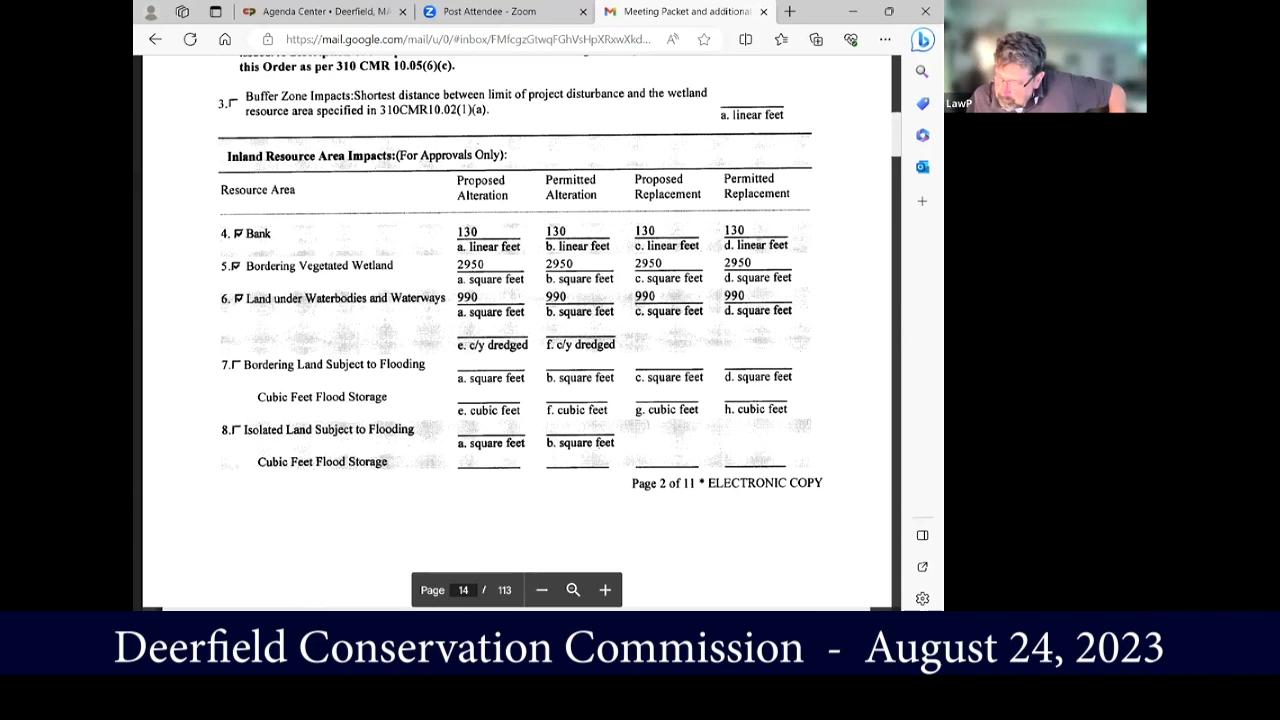 Agenda Center • Deerfield, MA
Post Attendee - Zoom
Meeting Packet and additional
https://mail.google.com/mail/u/0/#inbox/FMfcgzGtwqFGhVsHpXRxwXkd...
this Order as per 310 CMR 10.05(6)(c).
3. Buffer Zone Impacts:Shortest distance between limit of project disturbance and the wetland
resource area specified in 310CMR10.02(1)(a).
a. linear feet
Inland Resource Area Impacts:(For Approvals Only):
Resource Area Proposed Alteration Permitted Alteration Proposed Replacement Permitted Replacement
4. Bank 130 130 130 130
a. linear feet b. linear feet c. linear feet d. linear feet
5. Bordering Vegetated Wetland 2950 2950 2950 2950
a. square feet b. square feet c. square feet d. square feet
6. Land under Waterbodies and Waterways 990 990 990 990
a. square feet b. square feet c. square feet d. square feet
e. c/y dredged f. c/y dredged
7. Bordering Land Subject to Flooding
a. square feet b. square feet c. square feet d. square feet
Cubic Feet Flood Storage
e. cubic feet f. cubic feet g. cubic feet h. cubic feet
8. Isolated Land Subject to Flooding
a. square feet b. square feet
Cubic Feet Flood Storage
Page 2 of 11 * ELECTRONIC COPY
Page 14 / 113
LawP
Deerfield Conservation Commission - August 24, 2023